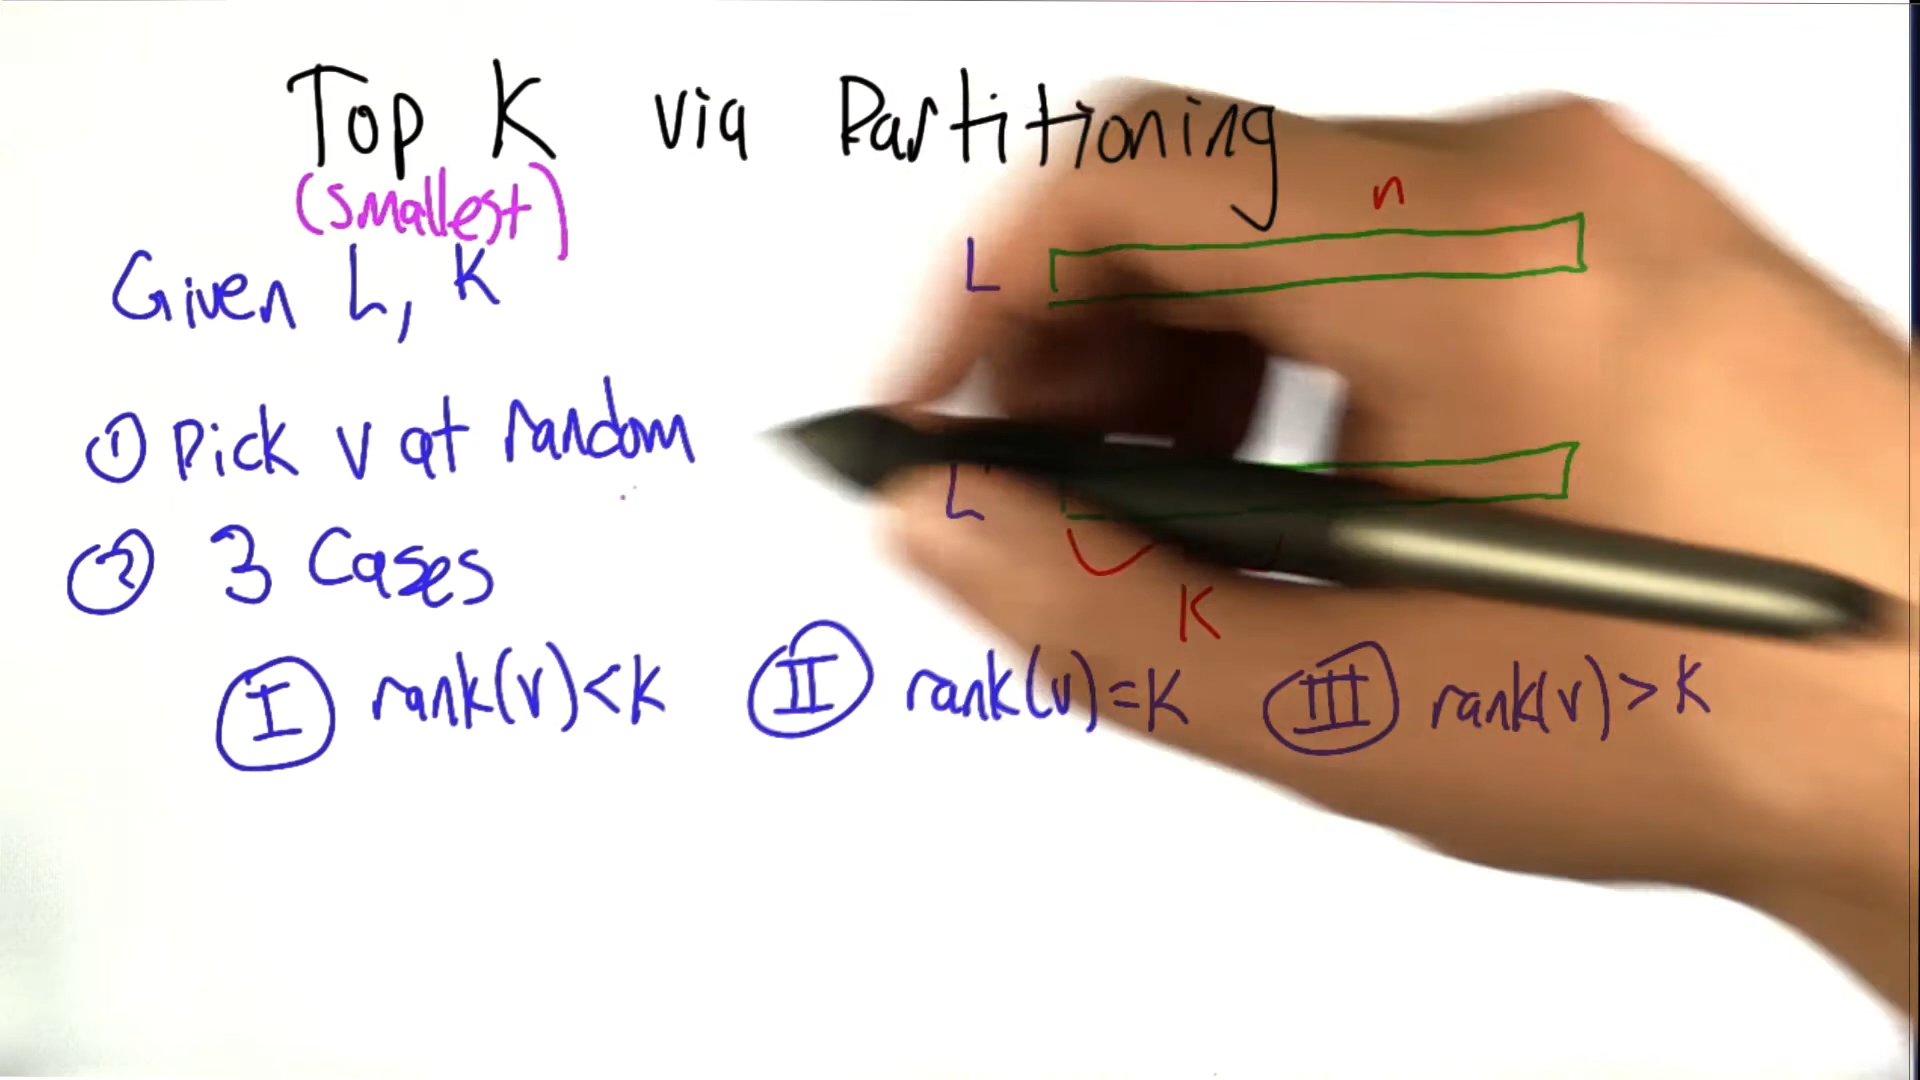 Top K via Partitioning
(smallest)
Given L, K
n
L
① Pick v at random
L'
② 3 Cases
K
Ⅰ rank(v)<K Ⅱ rank(v)=K Ⅲ rank(v)>K